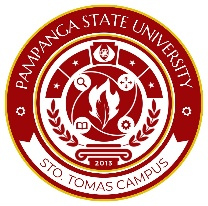 PAMPANGA STATE UNIVERSITY
2013
STO. TOMAS CAMPUS